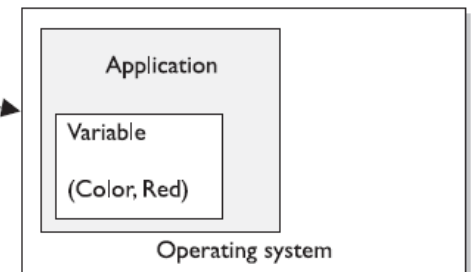 Application
Variable
(Color, Red)
Operating system